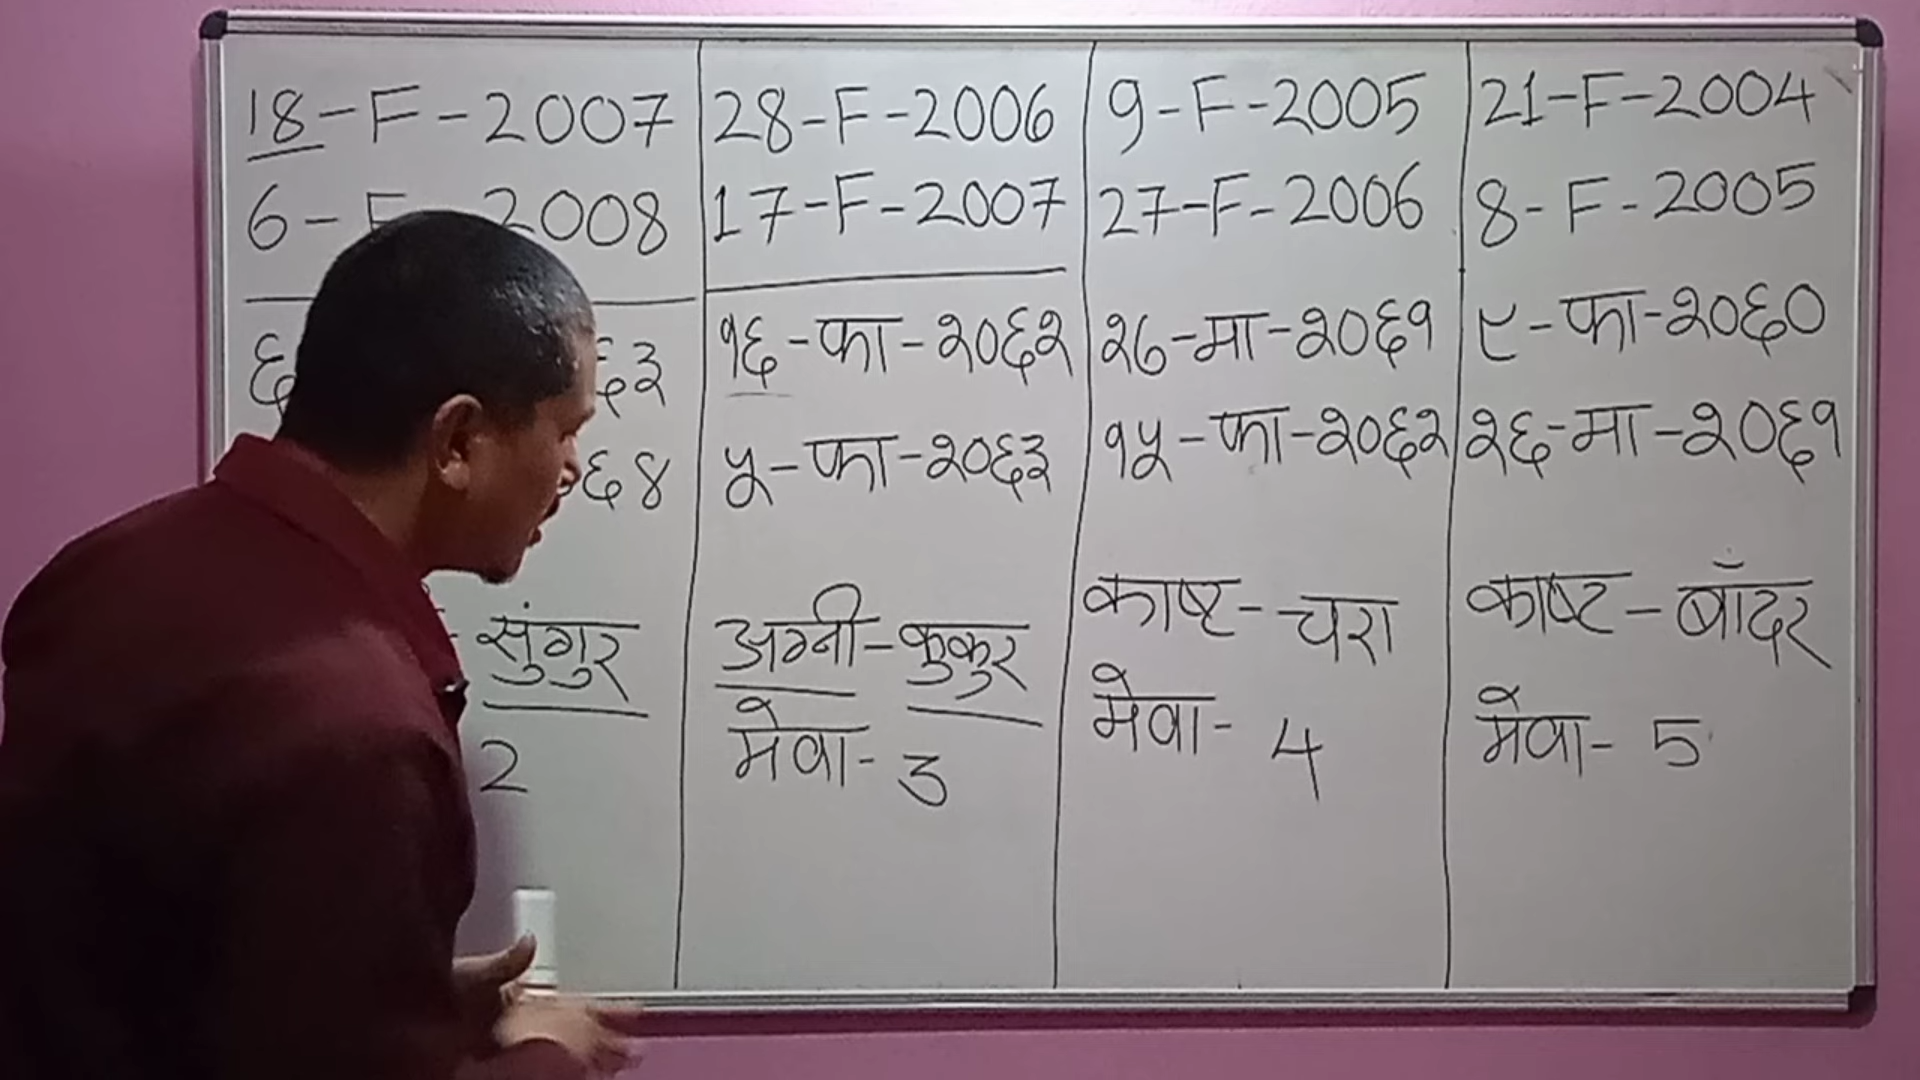 18-F-2007
6-F-2008
६३
६४
सुंगुर
2
28-F-2006
17-F-2007
१६-फा-२०६२
५-फा-२०६३
अग्नी-कुकुर
मेवा-3
9-F-2005
27-F-2006
२७-मा-२०६१
१५-फा-२०६२
काष्ट-चरा
मेवा-4
21-F-2004
8-F-2005
९-फा-२०६०
२६-मा-२०६१
काष्ट-बाँदर
मेवा-5